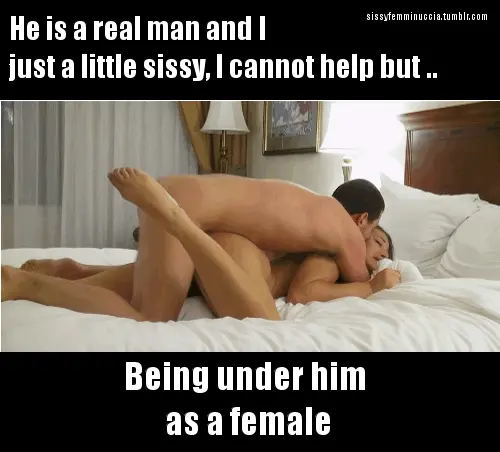 sissyfemminuccia.tumblr.com
He is a real man and I
just a little sissy, I cannot help but ..
Being under him
as a female